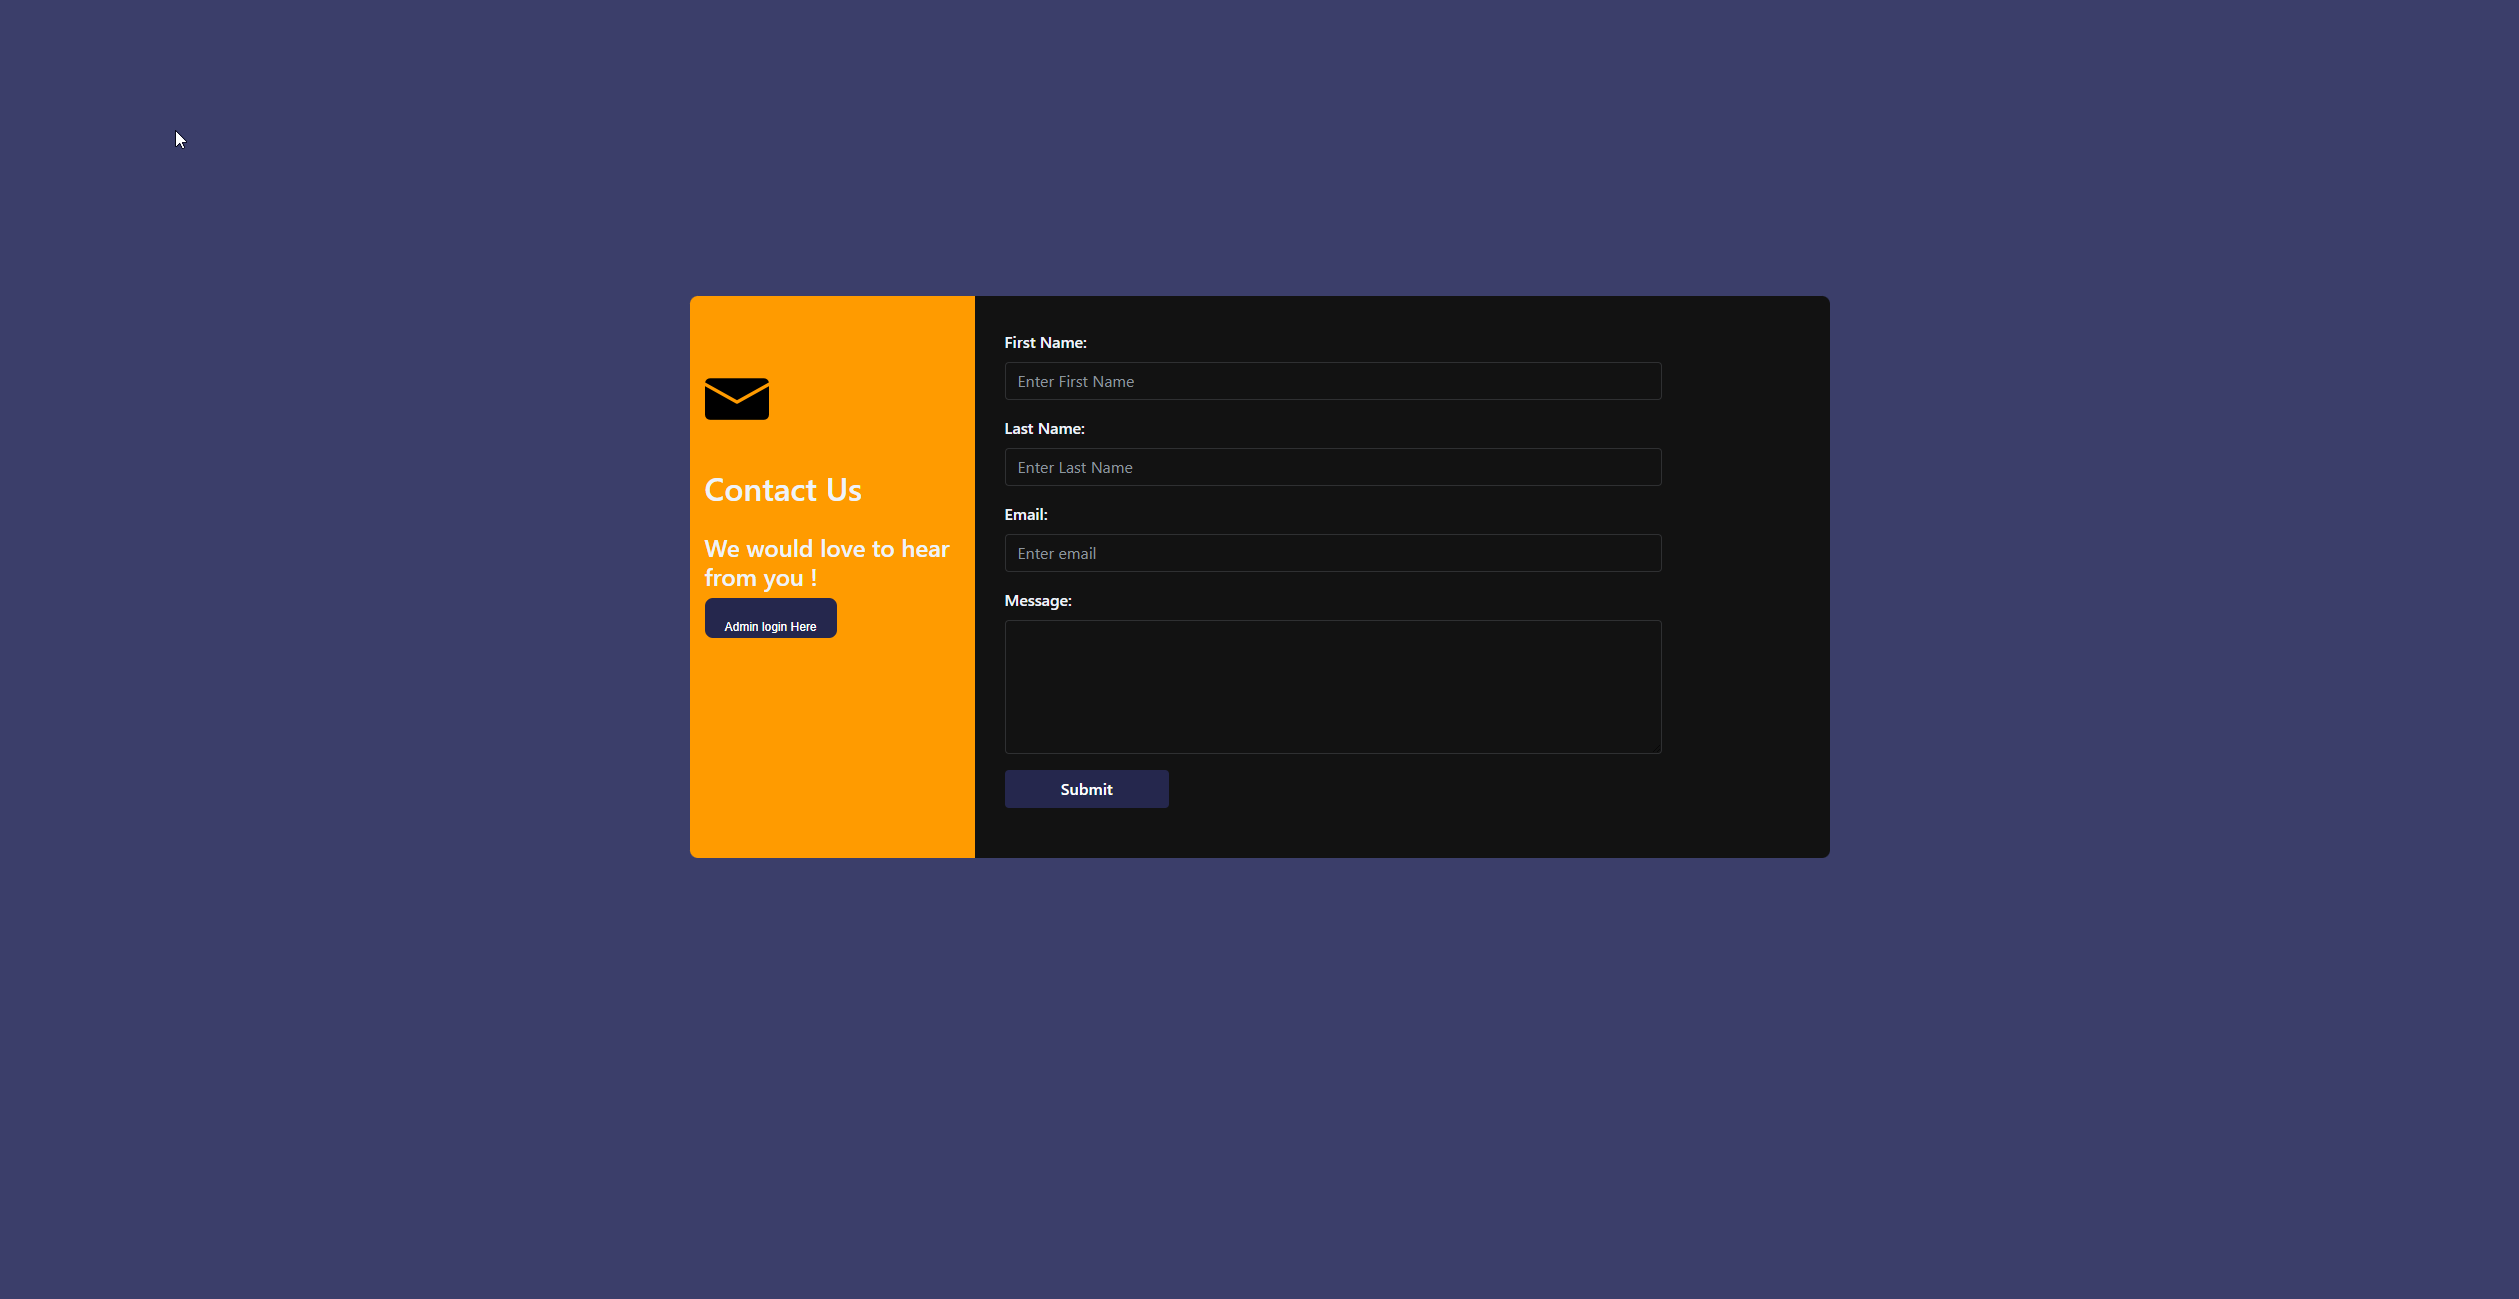 Contact Us
We would love to hear
from you !
Admin login Here
First Name:
Enter First Name
Last Name:
Enter Last Name
Email:
Enter email
Message:
Submit